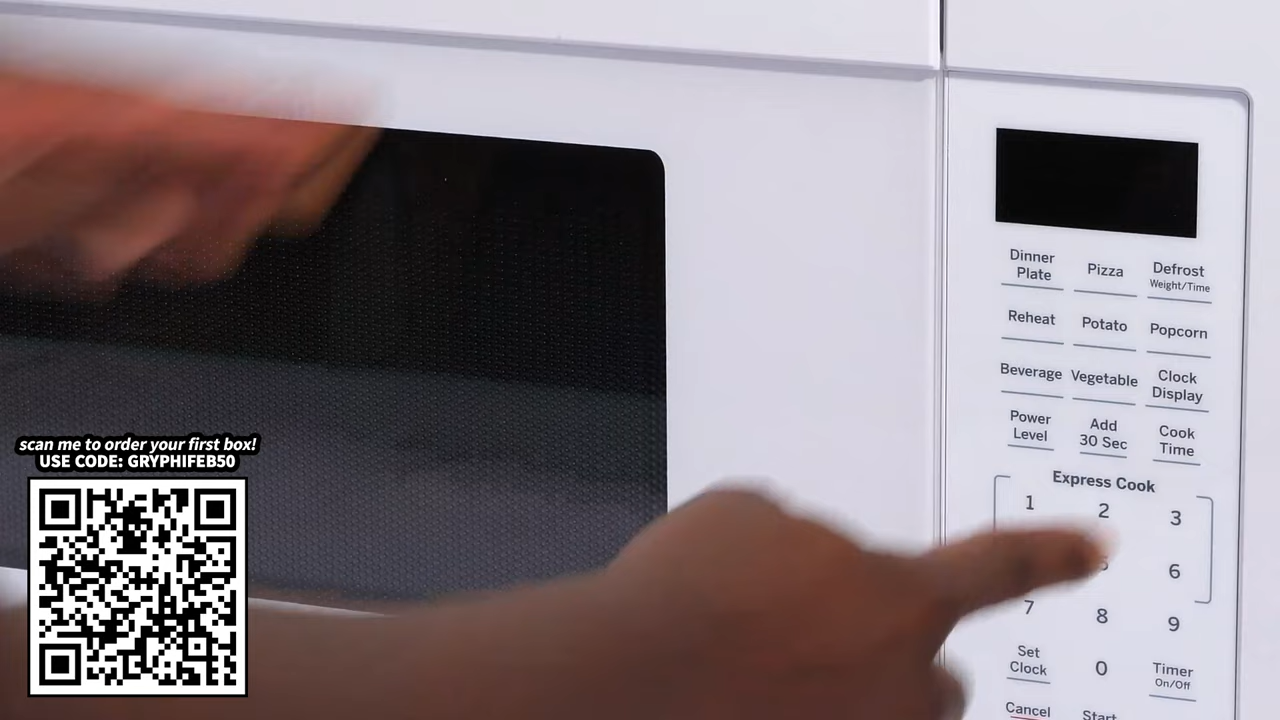 Dinner
Plate
Pizza
Defrost
Weight/Time
Reheat
Potato
Popcorn
Beverage
Vegetable
Clock
Display
Power
Level
Add
30 Sec
Cook
Time
Express Cook
1
2
3
6
7
8
9
Set
Clock
0
Timer
On/Off
Cancel
Start
scan me to order your first box!
USE CODE: GRYPHIFEB50